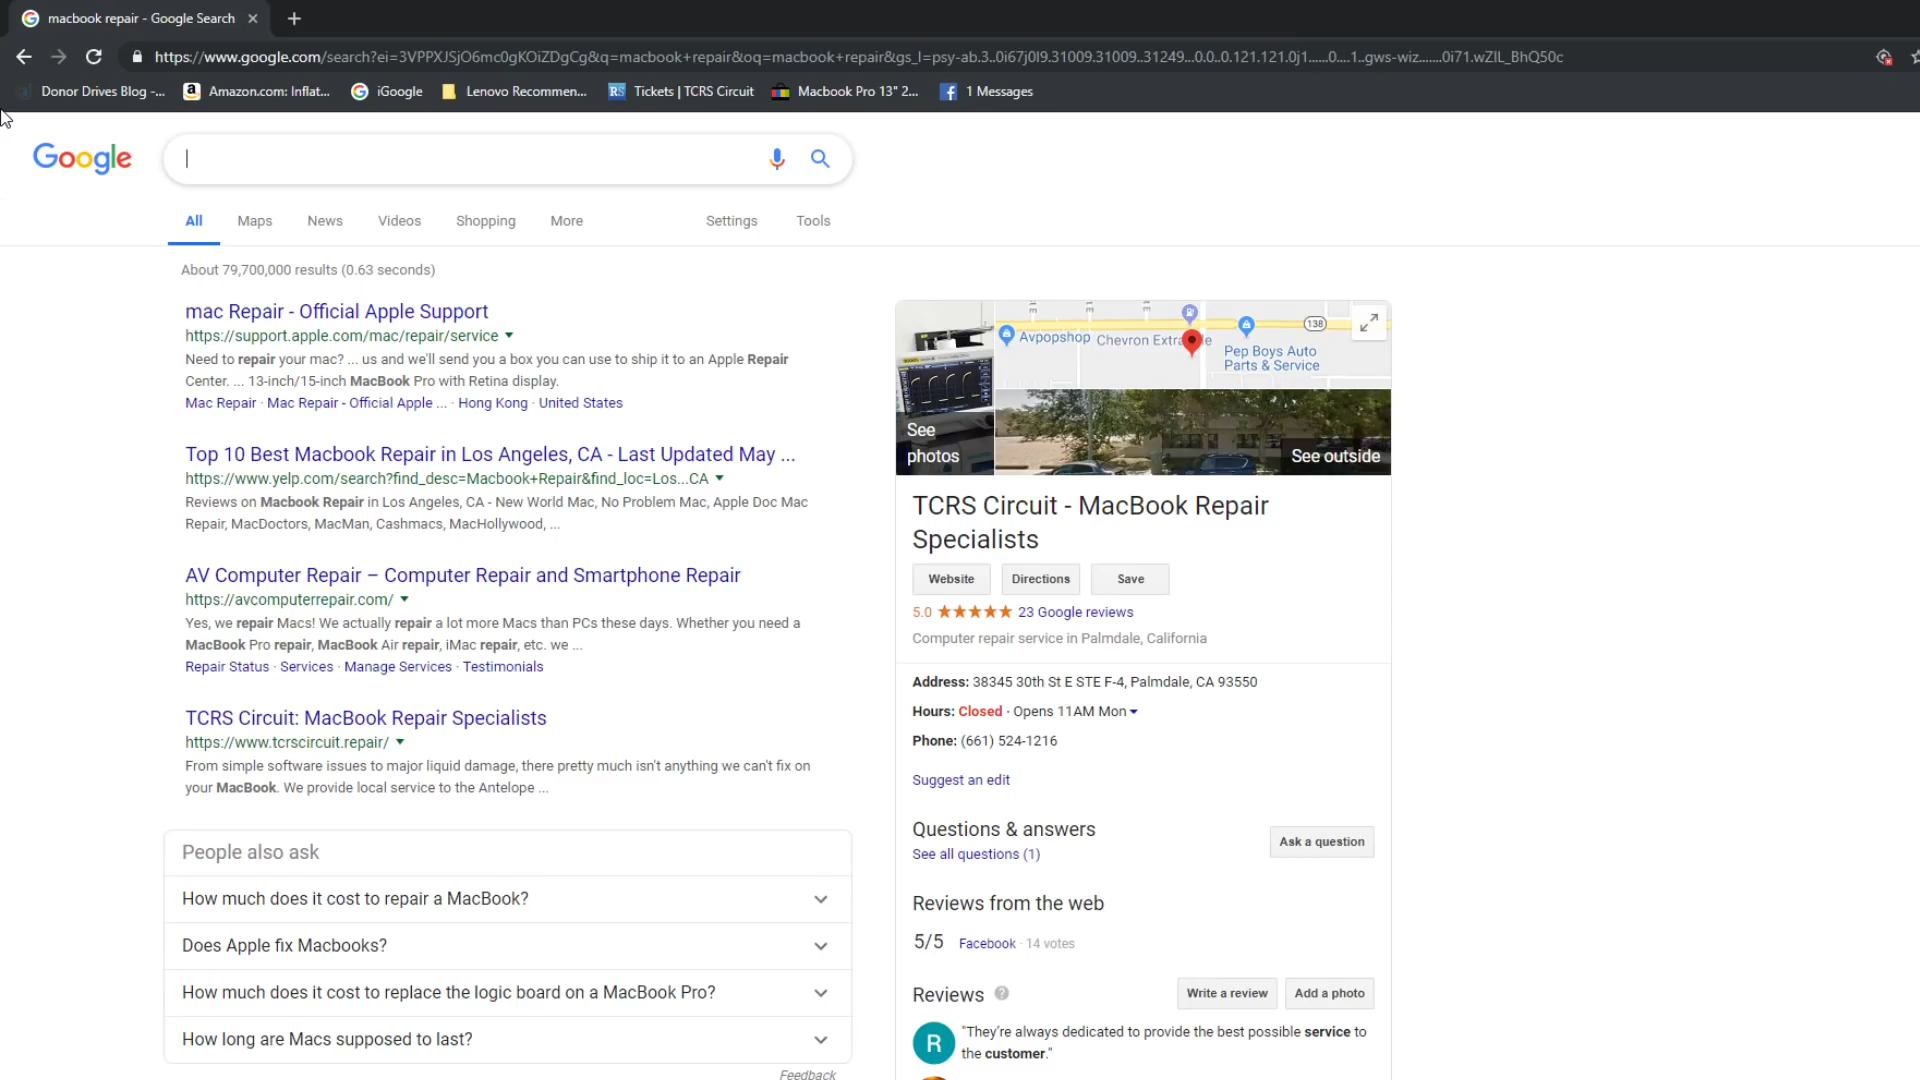 macbook repair - Google Search
https://www.google.com/search?ei=3VPPXJSjO6mc0gKOiZDgCg&q=macbook+repair&oq=macbook+repair&gs_l=psy-ab.3..0i67j0l9.31009.31009..31249...0.0..0.121.121.0j1......0....1..gws-wiz.......0i71.wZIL_BhQ50c
Donor Drives Blog -... Amazon.com: Inflat... iGoogle Lenovo Recommen... RS Tickets | TCRS Circuit Macbook Pro 13" 2... 1 Messages
Google
All Maps News Videos Shopping More Settings Tools
About 79,700,000 results (0.63 seconds)
mac Repair - Official Apple Support
https://support.apple.com/mac/repair/service
Need to repair your mac? ... us and we'll send you a box you can use to ship it to an Apple Repair
Center. ... 13-inch/15-inch MacBook Pro with Retina display.
Mac Repair · Mac Repair - Official Apple ... · Hong Kong · United States
Top 10 Best Macbook Repair in Los Angeles, CA - Last Updated May ...
https://www.yelp.com/search?find_desc=Macbook+Repair&find_loc=Los...CA
Reviews on Macbook Repair in Los Angeles, CA - New World Mac, No Problem Mac, Apple Doc Mac
Repair, MacDoctors, MacMan, Cashmacs, MacHollywood, ...
AV Computer Repair – Computer Repair and Smartphone Repair
https://avcomputerrepair.com/
Yes, we repair Macs! We actually repair a lot more Macs than PCs these days. Whether you need a
MacBook Pro repair, MacBook Air repair, iMac repair, etc. we ...
Repair Status · Services · Manage Services · Testimonials
TCRS Circuit: MacBook Repair Specialists
https://www.tcrscircuit.repair/
From simple software issues to major liquid damage, there pretty much isn't anything we can't fix on
your MacBook. We provide local service to the Antelope ...
People also ask
How much does it cost to repair a MacBook?
Does Apple fix Macbooks?
How much does it cost to replace the logic board on a MacBook Pro?
How long are Macs supposed to last?
Feedback
138
Avpopshop
Chevron Extra
Pep Boys Auto
Parts & Service
See
photos
See outside
TCRS Circuit - MacBook Repair
Specialists
Website Directions Save
5.0 23 Google reviews
Computer repair service in Palmdale, California
Address: 38345 30th St E STE F-4, Palmdale, CA 93550
Hours: Closed · Opens 11AM Mon
Phone: (661) 524-1216
Suggest an edit
Questions & answers
See all questions (1)
Ask a question
Reviews from the web
5/5 Facebook · 14 votes
Reviews
Write a review
Add a photo
R
"They're always dedicated to provide the best possible service to
the customer."